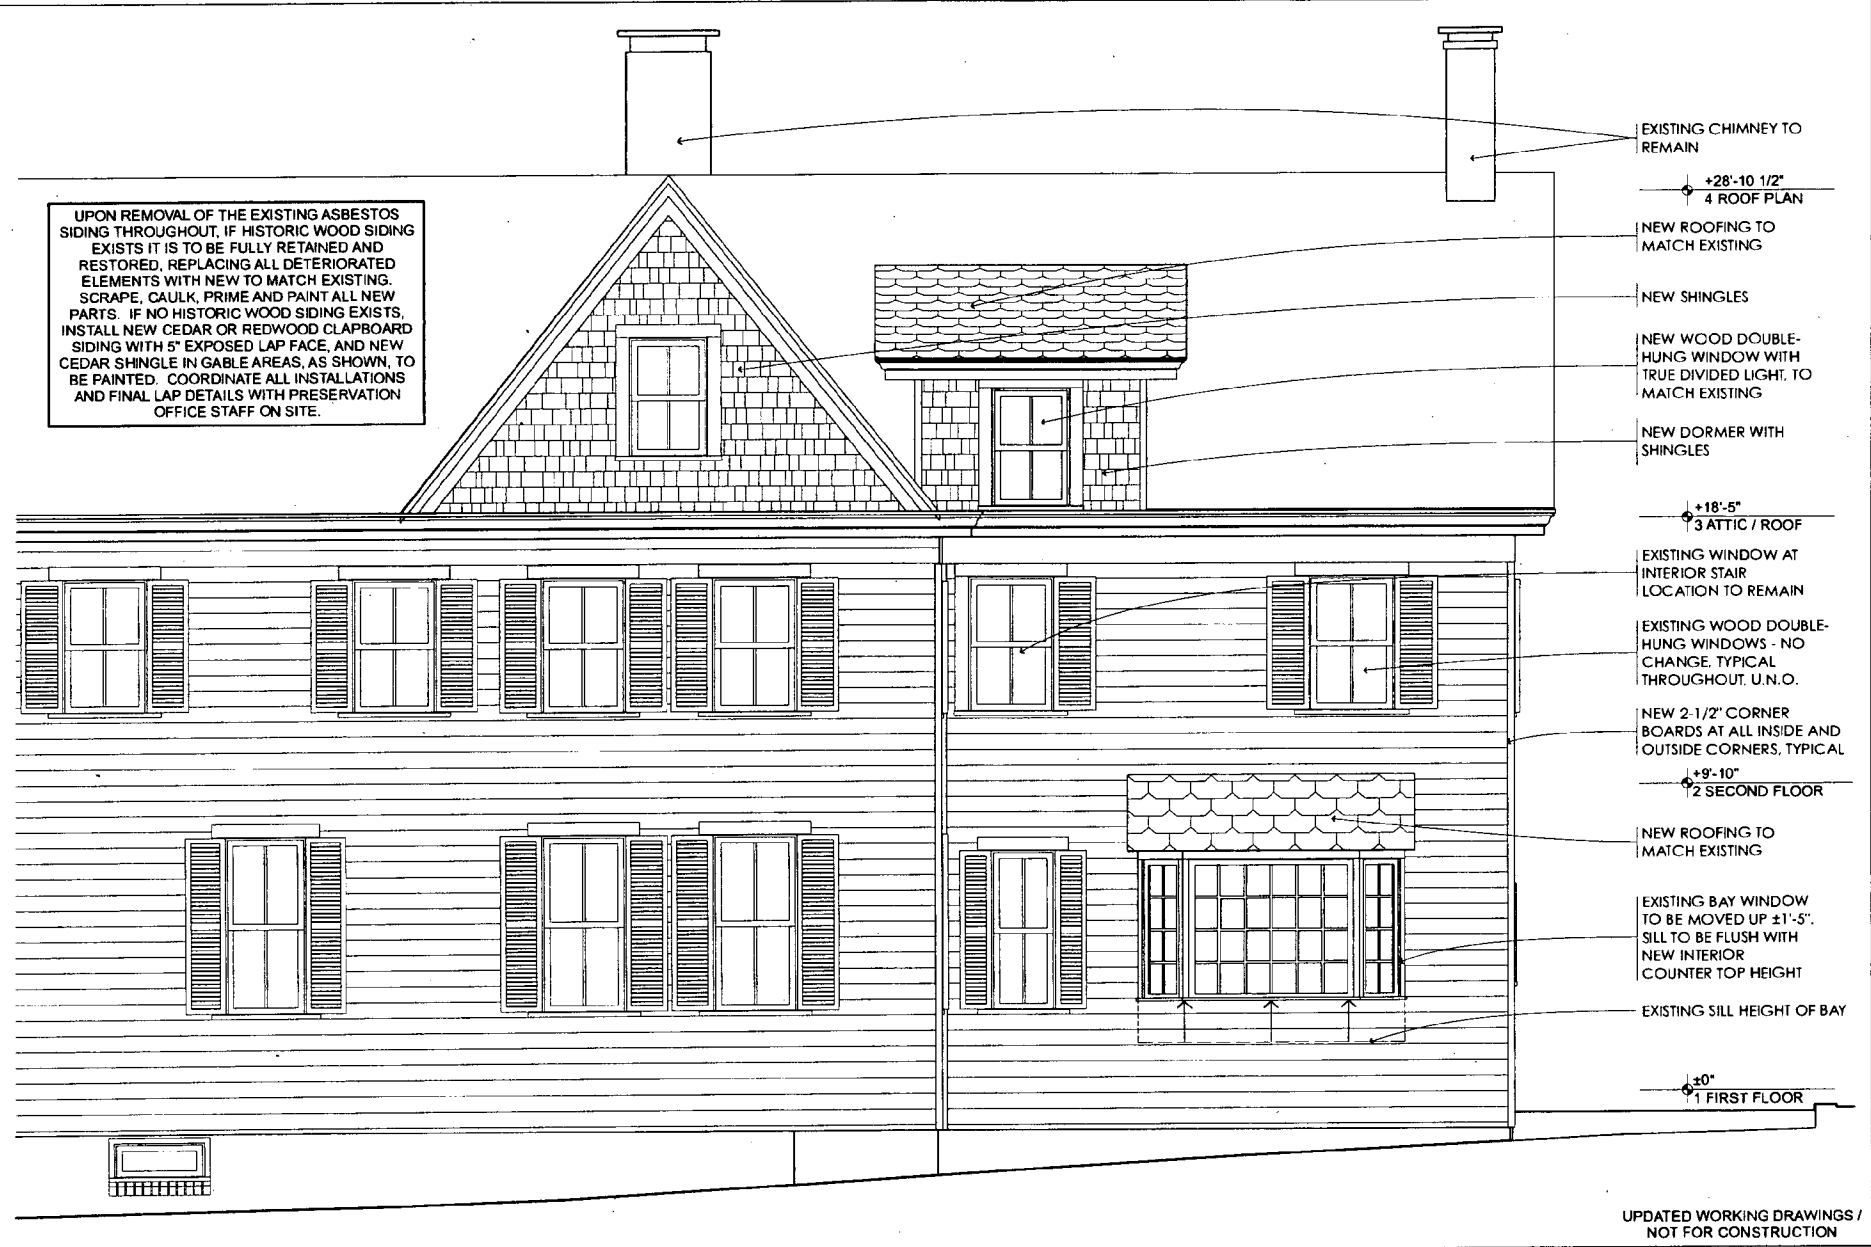 UPON REMOVAL OF THE EXISTING ASBESTOS
SIDING THROUGHOUT, IF HISTORIC WOOD SIDING
EXISTS IT IS TO BE FULLY RETAINED AND
RESTORED, REPLACING ALL DETERIORATED
ELEMENTS WITH NEW TO MATCH EXISTING.
SCRAPE, CAULK, PRIME AND PAINT ALL NEW
PARTS. IF NO HISTORIC WOOD SIDING EXISTS,
INSTALL NEW CEDAR OR REDWOOD CLAPBOARD
SIDING WITH 5" EXPOSED LAP FACE, AND NEW
CEDAR SHINGLE IN GABLE AREAS, AS SHOWN, TO
BE PAINTED. COORDINATE ALL INSTALLATIONS
AND FINAL LAP DETAILS WITH PRESERVATION
OFFICE STAFF ON SITE.
EXISTING CHIMNEY TO
REMAIN
+28'-10 1/2"
4 ROOF PLAN
NEW ROOFING TO
MATCH EXISTING
NEW SHINGLES
NEW WOOD DOUBLE-
HUNG WINDOW WITH
TRUE DIVIDED LIGHT, TO
MATCH EXISTING
NEW DORMER WITH
SHINGLES
+18'-5"
3 ATTIC / ROOF
EXISTING WINDOW AT
INTERIOR STAIR
LOCATION TO REMAIN
EXISTING WOOD DOUBLE-
HUNG WINDOWS - NO
CHANGE, TYPICAL
THROUGHOUT, U.N.O.
NEW 2-1/2" CORNER
BOARDS AT ALL INSIDE AND
OUTSIDE CORNERS, TYPICAL
+9'-10"
2 SECOND FLOOR
NEW ROOFING TO
MATCH EXISTING
EXISTING BAY WINDOW
TO BE MOVED UP ±1'-5".
SILL TO BE FLUSH WITH
NEW INTERIOR
COUNTER TOP HEIGHT
EXISTING SILL HEIGHT OF BAY
±0"
1 FIRST FLOOR
UPDATED WORKING DRAWINGS /
NOT FOR CONSTRUCTION